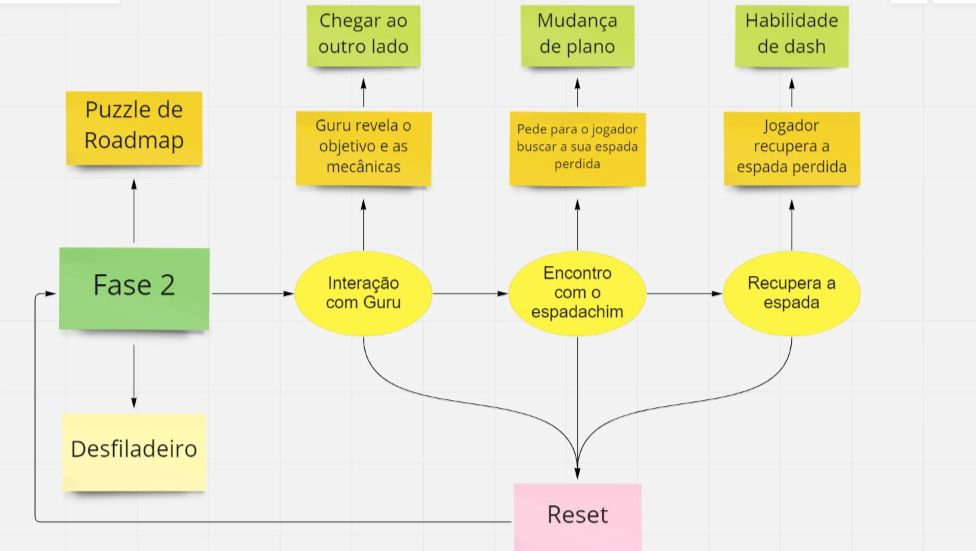 Chegar ao
outro lado
Mudança
de plano
Habilidade
de dash
Puzzle de
Roadmap
Guru revela o
objetivo e as
mecânicas
Pede para o jogador
buscar a sua espada
perdida
Jogador
recupera a
espada perdida
Fase 2
Interação
com Guru
Encontro
com o
espadachim
Recupera a
espada
Desfiladeiro
Reset